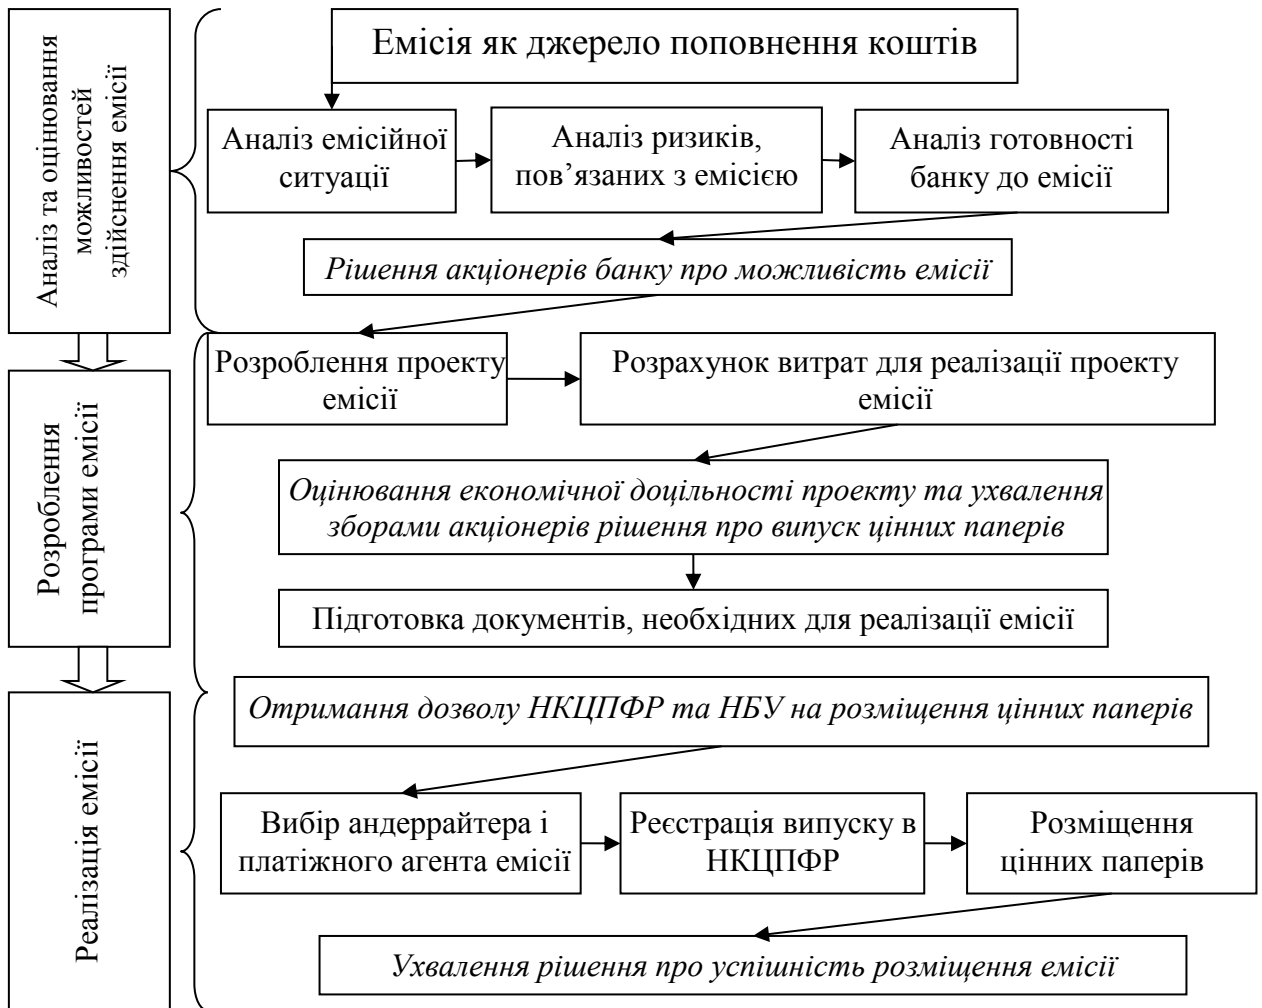 Аналіз та оцінювання
можливостей
здійснення емісії
Емісія як джерело поповнення коштів
Аналіз емісійної
ситуації
Аналіз ризиків,
пов’язаних з емісією
Аналіз готовності
банку до емісії
Рішення акціонерів банку про можливість емісії
Розроблення
програми емісії
Розроблення проекту
емісії
Розрахунок витрат для реалізації проекту
емісії
Оцінювання економічної доцільності проекту та ухвалення
зборами акціонерів рішення про випуск цінних паперів
Підготовка документів, необхідних для реалізації емісії
Реалізація емісії
Отримання дозволу НКЦПФР та НБУ на розміщення цінних паперів
Вибір андеррайтера і
платіжного агента емісії
Реєстрація випуску в
НКЦПФР
Розміщення
цінних паперів
Ухвалення рішення про успішність розміщення емісії